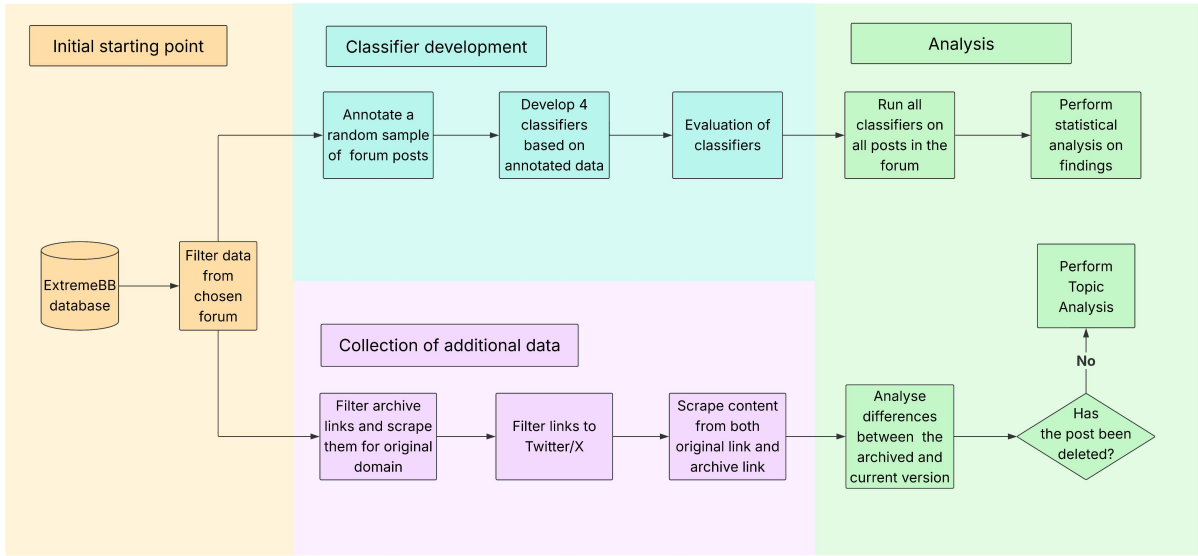 Initial starting point
Classifier development
Analysis
Annotate a
random sample
of forum posts
Develop 4
classifiers
based on
annotated data
Evaluation of
classifiers
Run all
classifiers on
all posts in the
forum
Perform
statistical
analysis on
findings
ExtremeBB
database
Filter data
from
chosen
forum
Collection of additional data
Filter archive
links and scrape
them for original
domain
Filter links to
Twitter/X
Scrape content
from both
original link and
archive link
Analyse
differences
between the
archived and
current version
Has
the post been
deleted?
No
Perform
Topic
Analysis